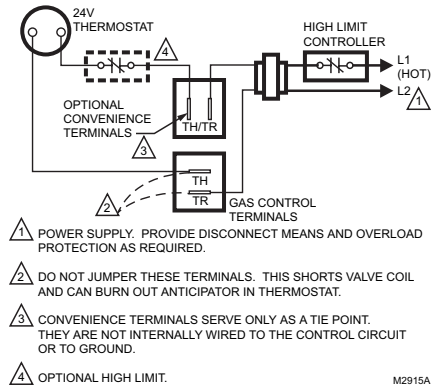 24V
THERMOSTAT
4
HIGH LIMIT
CONTROLLER
L1
(HOT)
L2
1
OPTIONAL
CONVENIENCE
TERMINALS
TH/TR
3
TH
TR
2
GAS CONTROL
TERMINALS
1 POWER SUPPLY. PROVIDE DISCONNECT MEANS AND OVERLOAD
PROTECTION AS REQUIRED.
2 DO NOT JUMPER THESE TERMINALS. THIS SHORTS VALVE COIL
AND CAN BURN OUT ANTICIPATOR IN THERMOSTAT.
3 CONVENIENCE TERMINALS SERVE ONLY AS A TIE POINT.
THEY ARE NOT INTERNALLY WIRED TO THE CONTROL CIRCUIT
OR TO GROUND.
4 OPTIONAL HIGH LIMIT.
M2915A